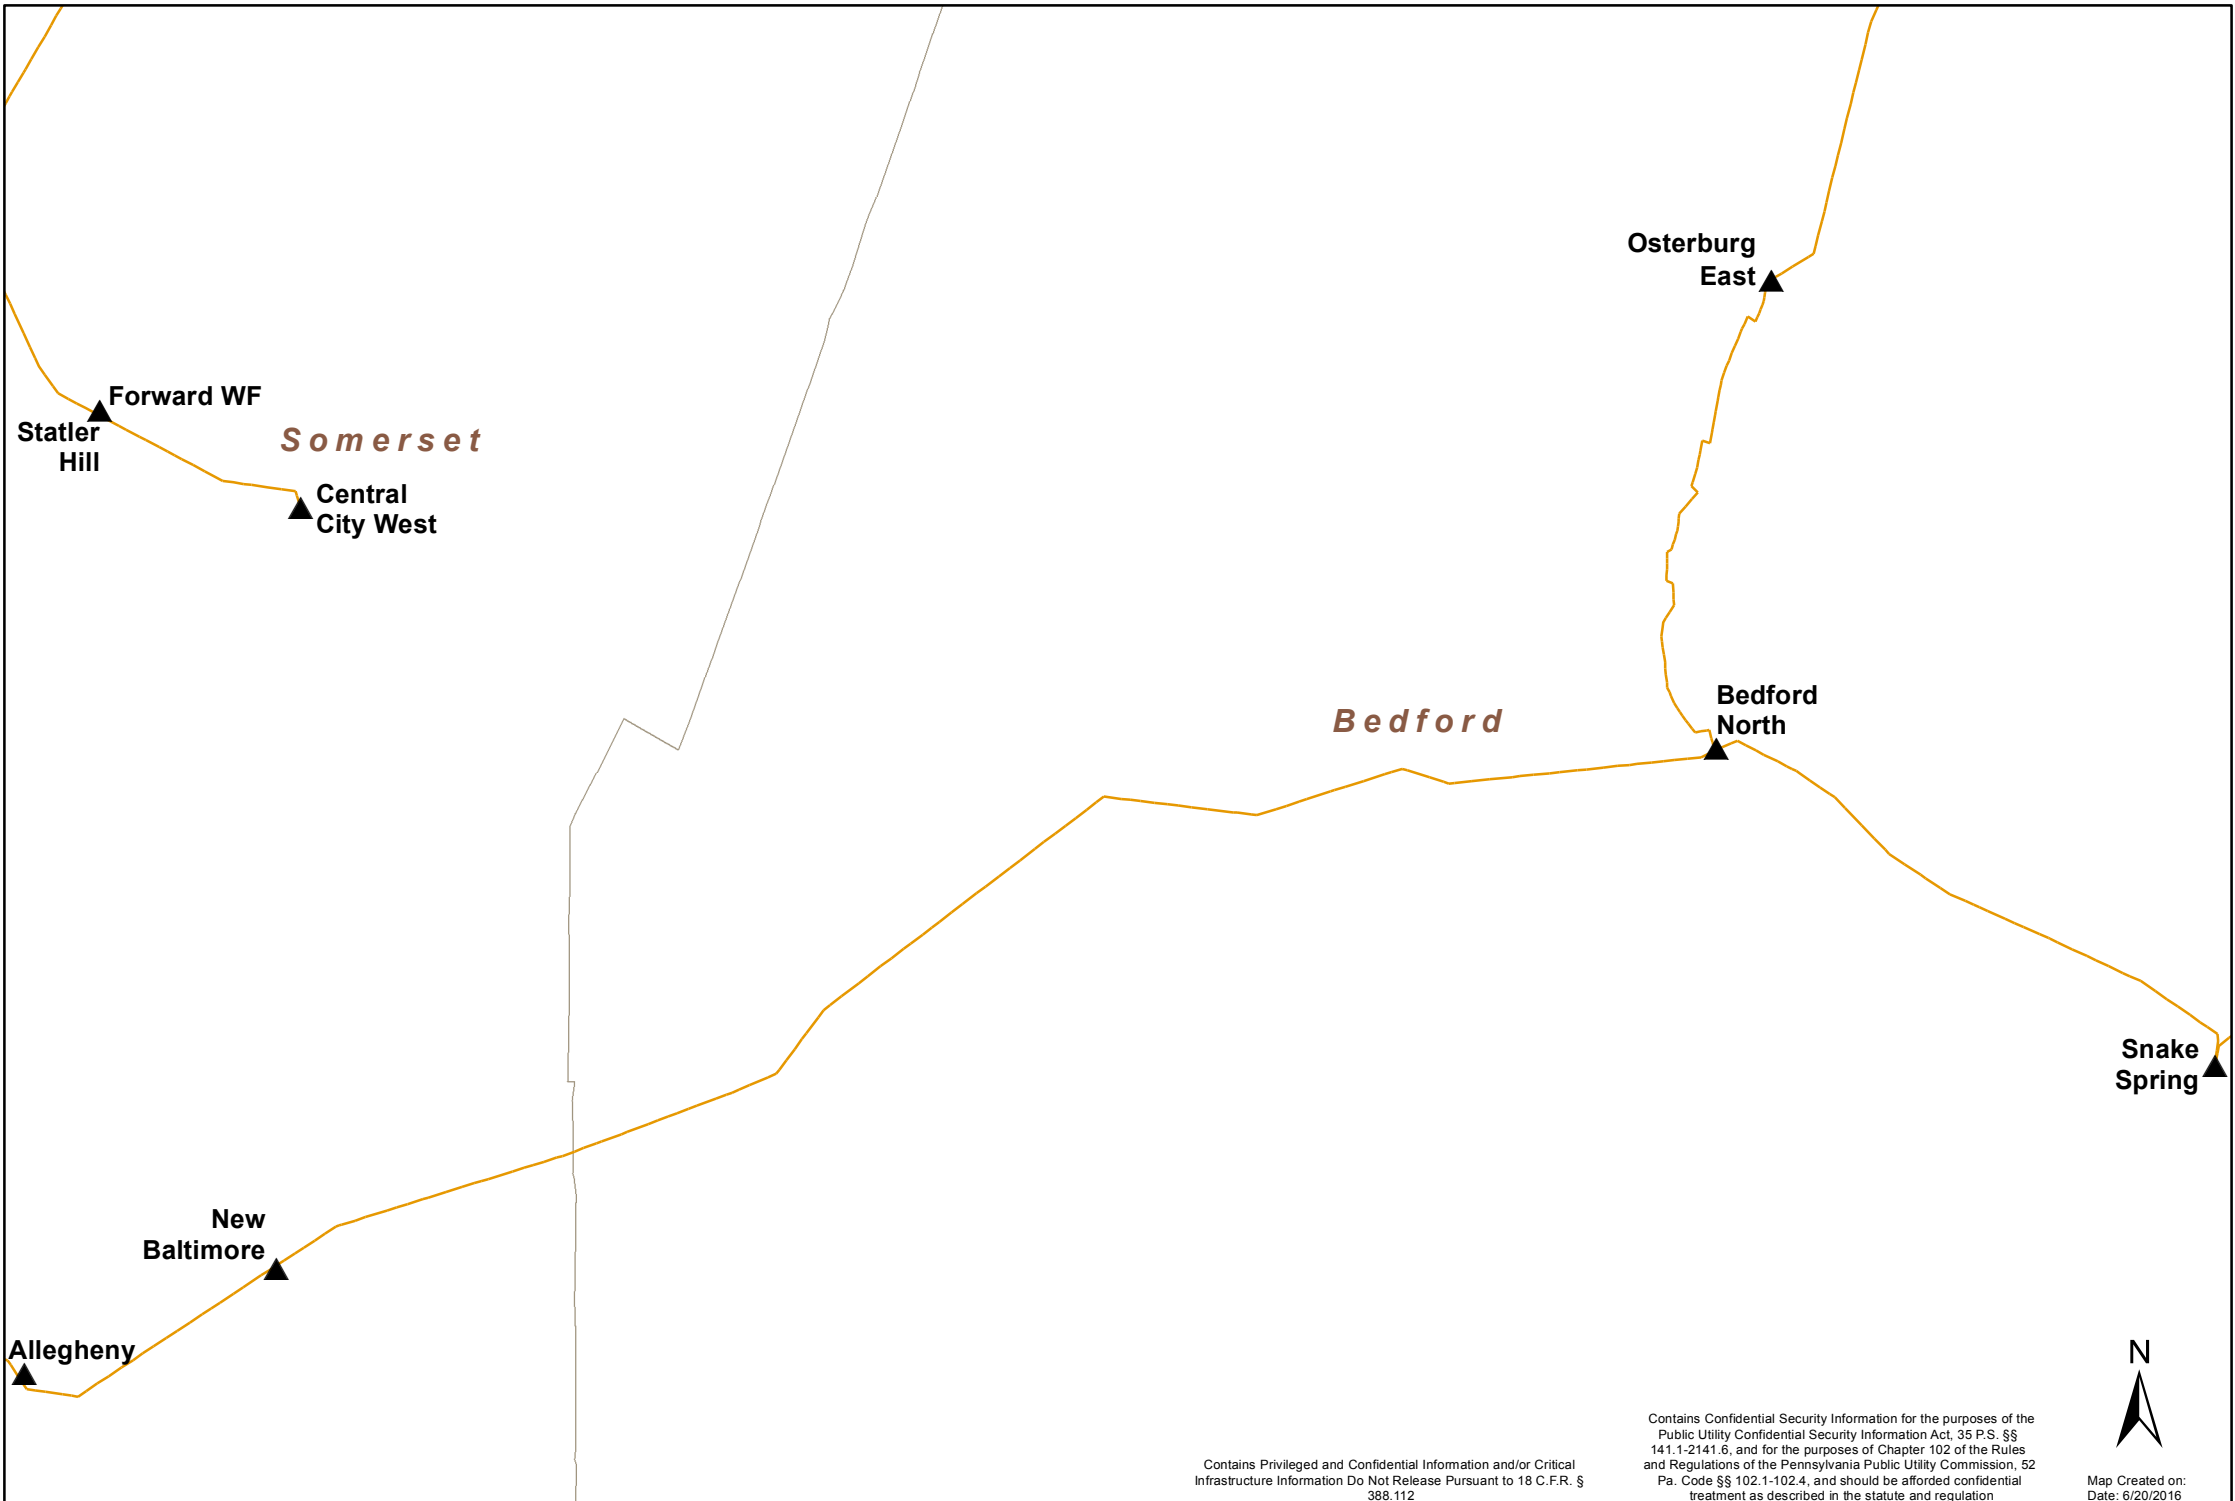 Osterburg
East
Forward WF
Statler
Hill
Somerset
Central
City West
Bedford
North
Bedford
Snake
Spring
New
Baltimore
Allegheny
N
Contains Privileged and Confidential Information and/or Critical
Infrastructure Information Do Not Release Pursuant to 18 C.F.R. §
388.112
Contains Confidential Security Information for the purposes of the
Public Utility Confidential Security Information Act, 35 P.S. §§
141.1-2141.6, and for the purposes of Chapter 102 of the Rules
and Regulations of the Pennsylvania Public Utility Commission, 52
Pa. Code §§ 102.1-102.4, and should be afforded confidential
treatment as described in the statute and regulation
Map Created on:
Date: 6/20/2016